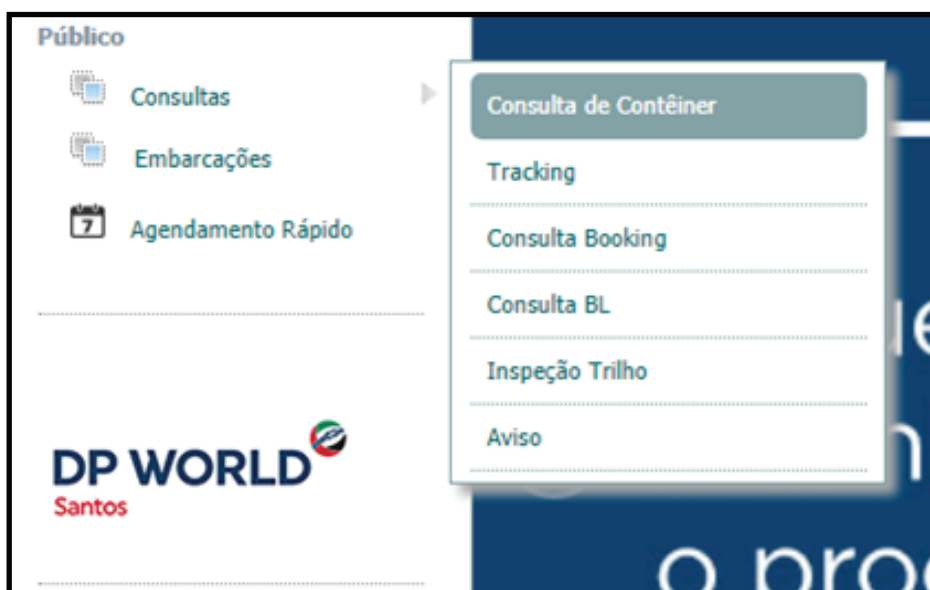 Público
Consultas
Embarcações
7
Agendamento Rápido
Consulta de Contêiner
Tracking
Consulta Booking
Consulta BL
Inspeção Trilho
Aviso
DP WORLD
Santos